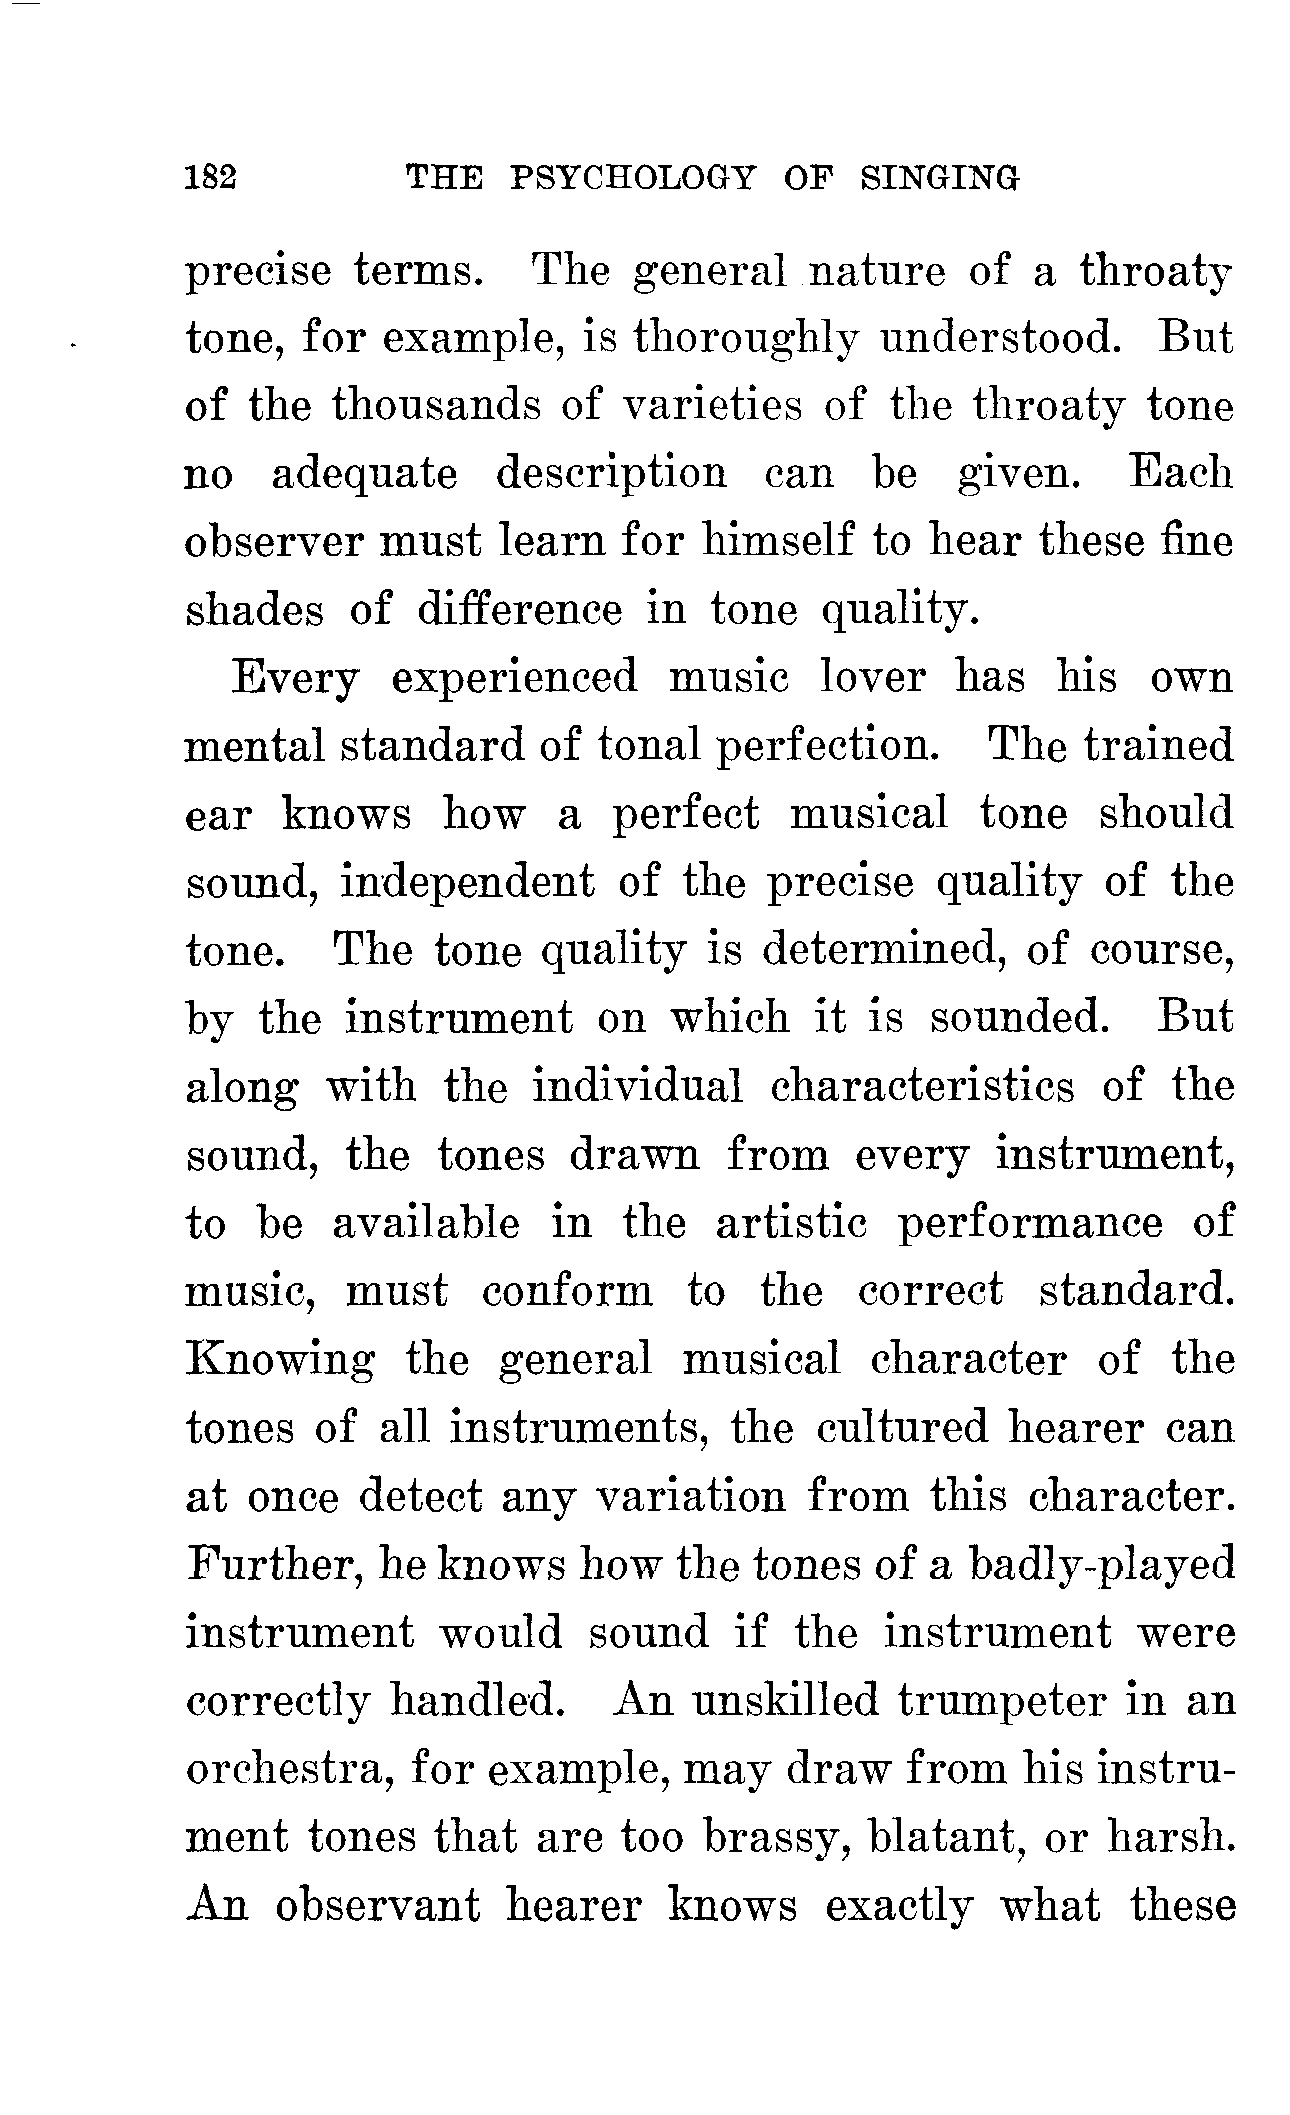 182 THE PSYCHOLOGY OF SINGING
precise terms. The general nature of a throaty
tone, for example, is thoroughly understood. But
of the thousands of varieties of the throaty tone
no adequate description can be given. Each
observer must learn for himself to hear these fine
shades of difference in tone quality.
Every experienced music lover has his own
mental standard of tonal perfection. The trained
ear knows how a perfect musical tone should
sound, independent of the precise quality of the
tone. The tone quality is determined, of course,
by the instrument on which it is sounded. But
along with the individual characteristics of the
sound, the tones drawn from every instrument,
to be available in the artistic performance of
music, must conform to the correct standard.
Knowing the general musical character of the
tones of all instruments, the cultured hearer can
at once detect any variation from this character.
Further, he knows how the tones of a badly-played
instrument would sound if the instrument were
correctly handled. An unskilled trumpeter in an
orchestra, for example, may draw from his instru-
ment tones that are too brassy, blatant, or harsh.
An observant hearer knows exactly what these